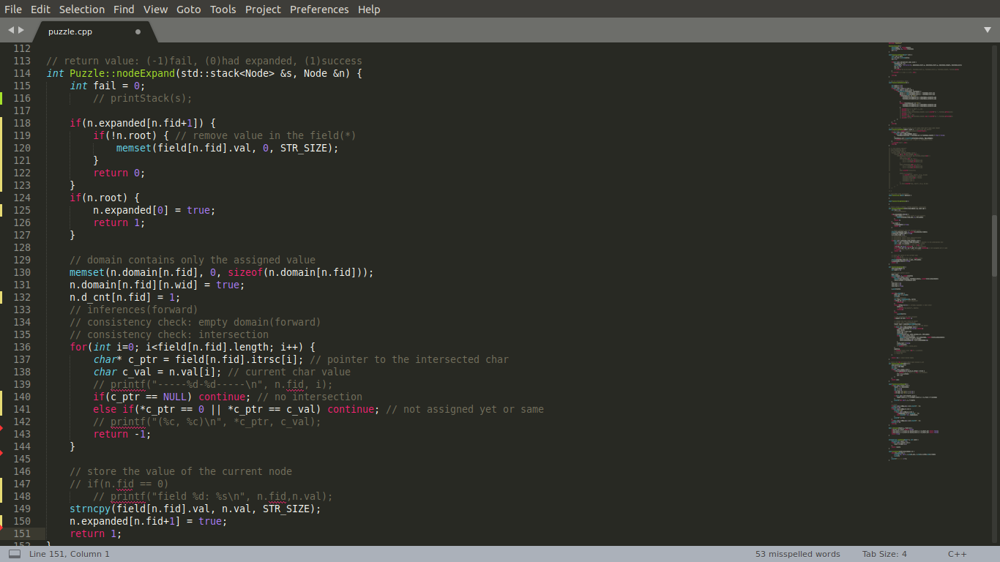 File Edit Selection Find View Goto Tools Project Preferences Help
puzzle.cpp
112
113 // return value: (-1)fail, (0)had expanded, (1)success
114 int Puzzle::nodeExpand(std::stack<Node> &s, Node &n) {
115     int fail = 0;
116         // printStack(s);
117
118     if(n.expanded[n.fid+1]) {
119         if(!n.root) { // remove value in the field(*)
120             memset(field[n.fid].val, 0, STR_SIZE);
121         }
122         return 0;
123     }
124     if(n.root) {
125         n.expanded[0] = true;
126         return 1;
127     }
128
129     // domain contains only the assigned value
130     memset(n.domain[n.fid], 0, sizeof(n.domain[n.fid]));
131     n.domain[n.fid][n.wid] = true;
132     n.d_cnt[n.fid] = 1;
133     // inferences(forward)
134     // consistency check: empty domain(forward)
135     // consistency check: intersection
136     for(int i=0; i<field[n.fid].length; i++) {
137         char* c_ptr = field[n.fid].itrsc[i]; // pointer to the intersected char
138         char c_val = n.val[i]; // current char value
139         // printf("-----%d-%d-----\n", n.fid, i);
140         if(c_ptr == NULL) continue; // no intersection
141         else if(*c_ptr == 0 || *c_ptr == c_val) continue; // not assigned yet or same
142         // printf("(%c, %c)\n", *c_ptr, c_val);
143         return -1;
144     }
145
146     // store the value of the current node
147     // if(n.fid == 0)
148         // printf("field %d: %s\n", n.fid,n.val);
149     strncpy(field[n.fid].val, n.val, STR_SIZE);
150     n.expanded[n.fid+1] = true;
151     return 1;
152 }
Line 151, Column 1 53 misspelled words Tab Size: 4 C++